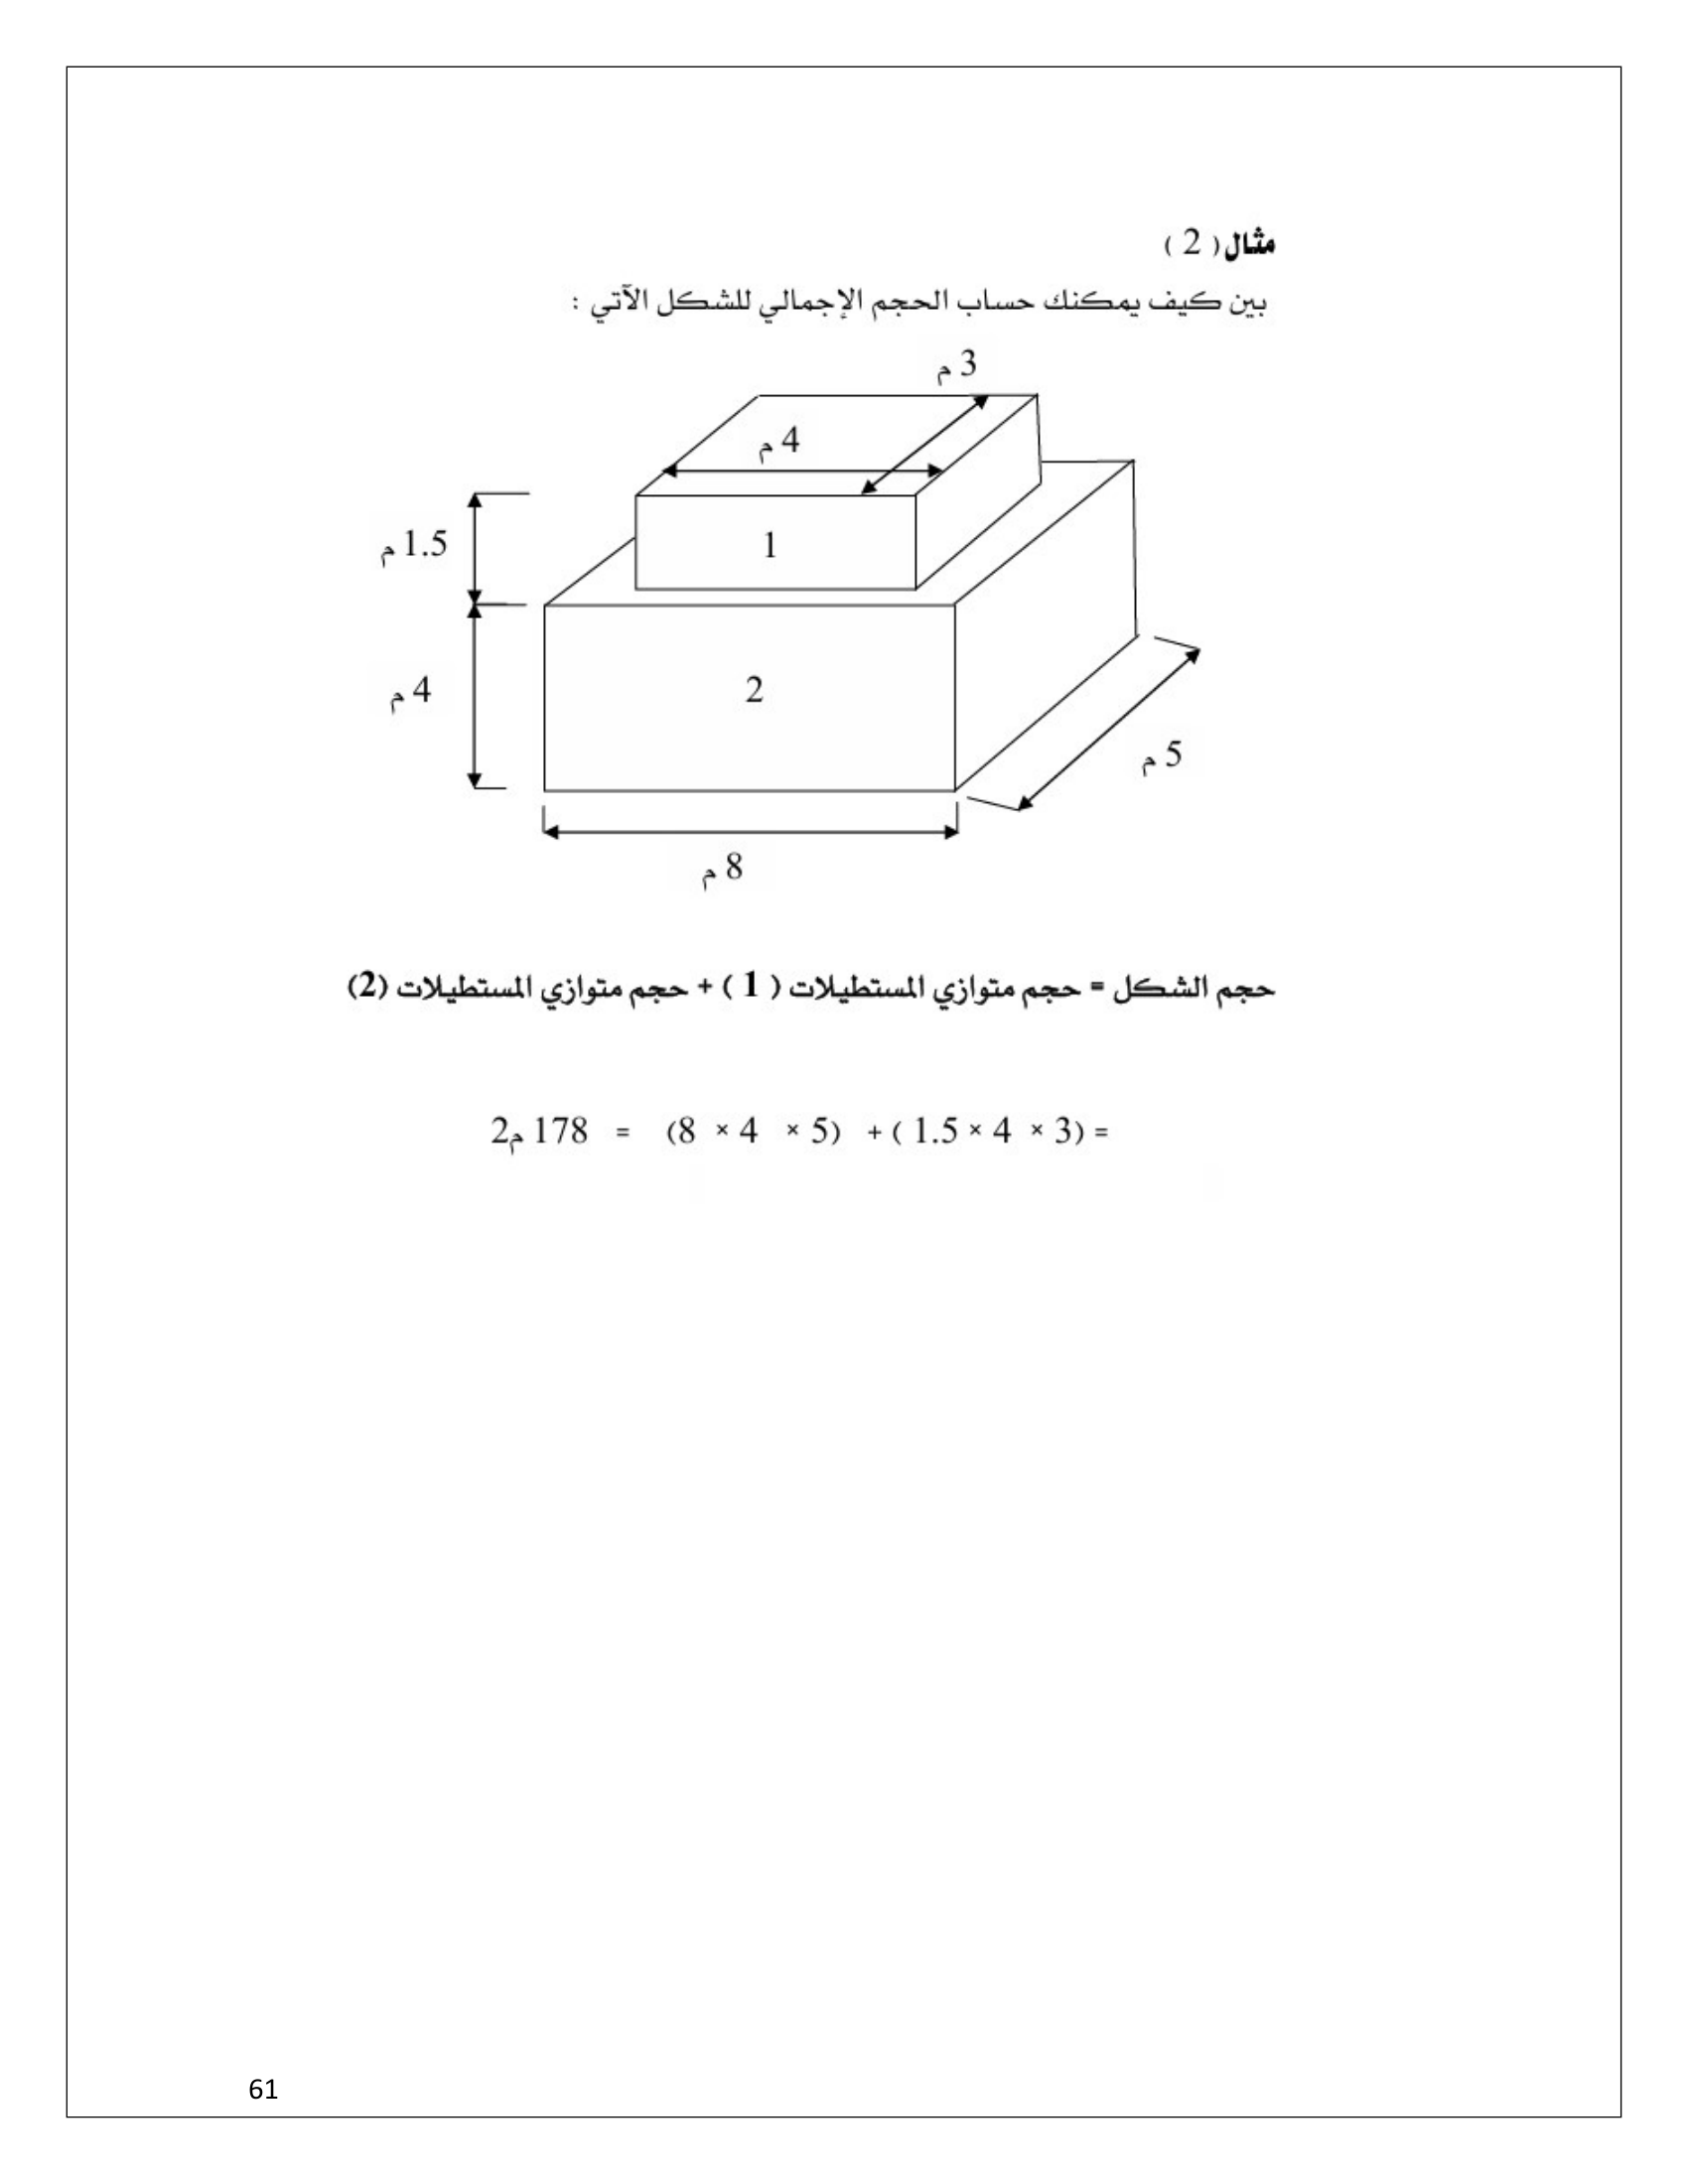 مثال( 2 )
بين كيف يمكنك حساب الحجم الإجمالي للشكل الآتي :
3 م
4 م
1.5 م
1
4 م
2
5 م
8 م
حجم الشكل = حجم متوازي المستطيلات ( 1 ) + حجم متوازي المستطيلات (2)
= (3 × 4 × 1.5 ) + (5 × 4 × 8) = 178 م2
61